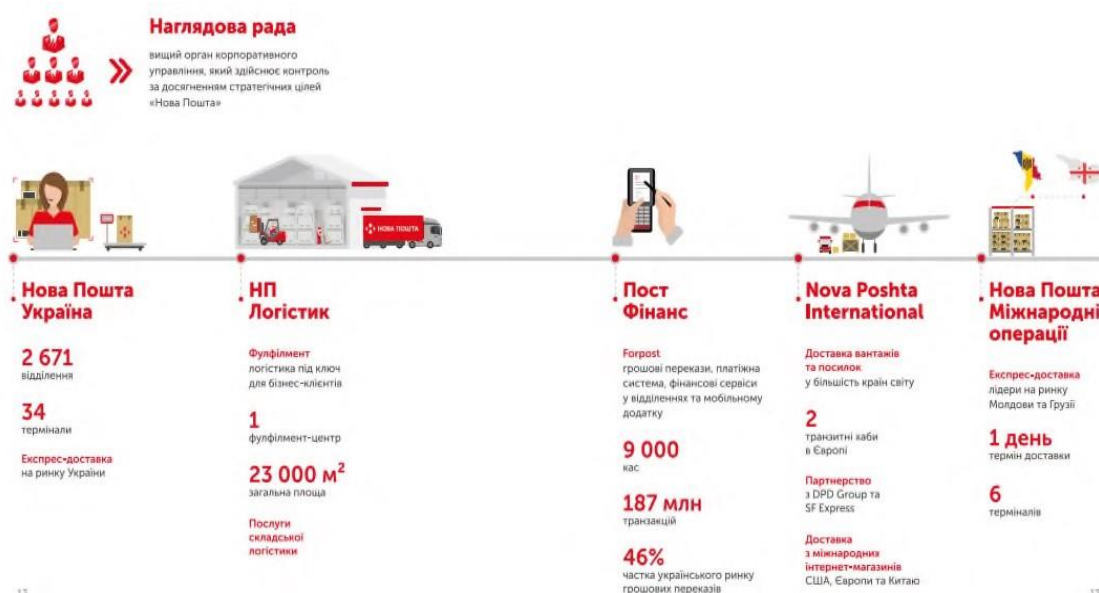 Наглядова рада
вищий орган корпоративного
управління, який здійснює контроль
за досягненням стратегічних цілей
«Нова Пошта»
НОВА ПОШТА
Нова Пошта
Україна
2 671
відділення
34
термінали
Експрес-доставка
на ринку України
НП
Логістик
Фулфілмент
логістика під ключ
для бізнес-клієнтів
1
фулфілмент-центр
23 000 м²
загальна площа
Послуги
складської
логістики
Пост
Фінанс
Forpost
грошові перекази, платіжна
система, фінансові сервіси
у відділеннях та мобільному
додатку
9 000
кас
187 млн
транзакцій
46%
частка українського ринку
грошових переказів
Nova Poshta
International
Доставка вантажів
та посилок
у більшість країн світу
2
транзитні хаби
в Європі
Партнерство
з DPD Group та
SF Express
Доставка
з міжнародних
інтернет-магазинів
США, Європи та Китаю
Нова Пошта
Міжнародні
операції
Експрес-доставка
лідери на ринку
Молдови та Грузії
1 день
термін доставки
6
терміналів